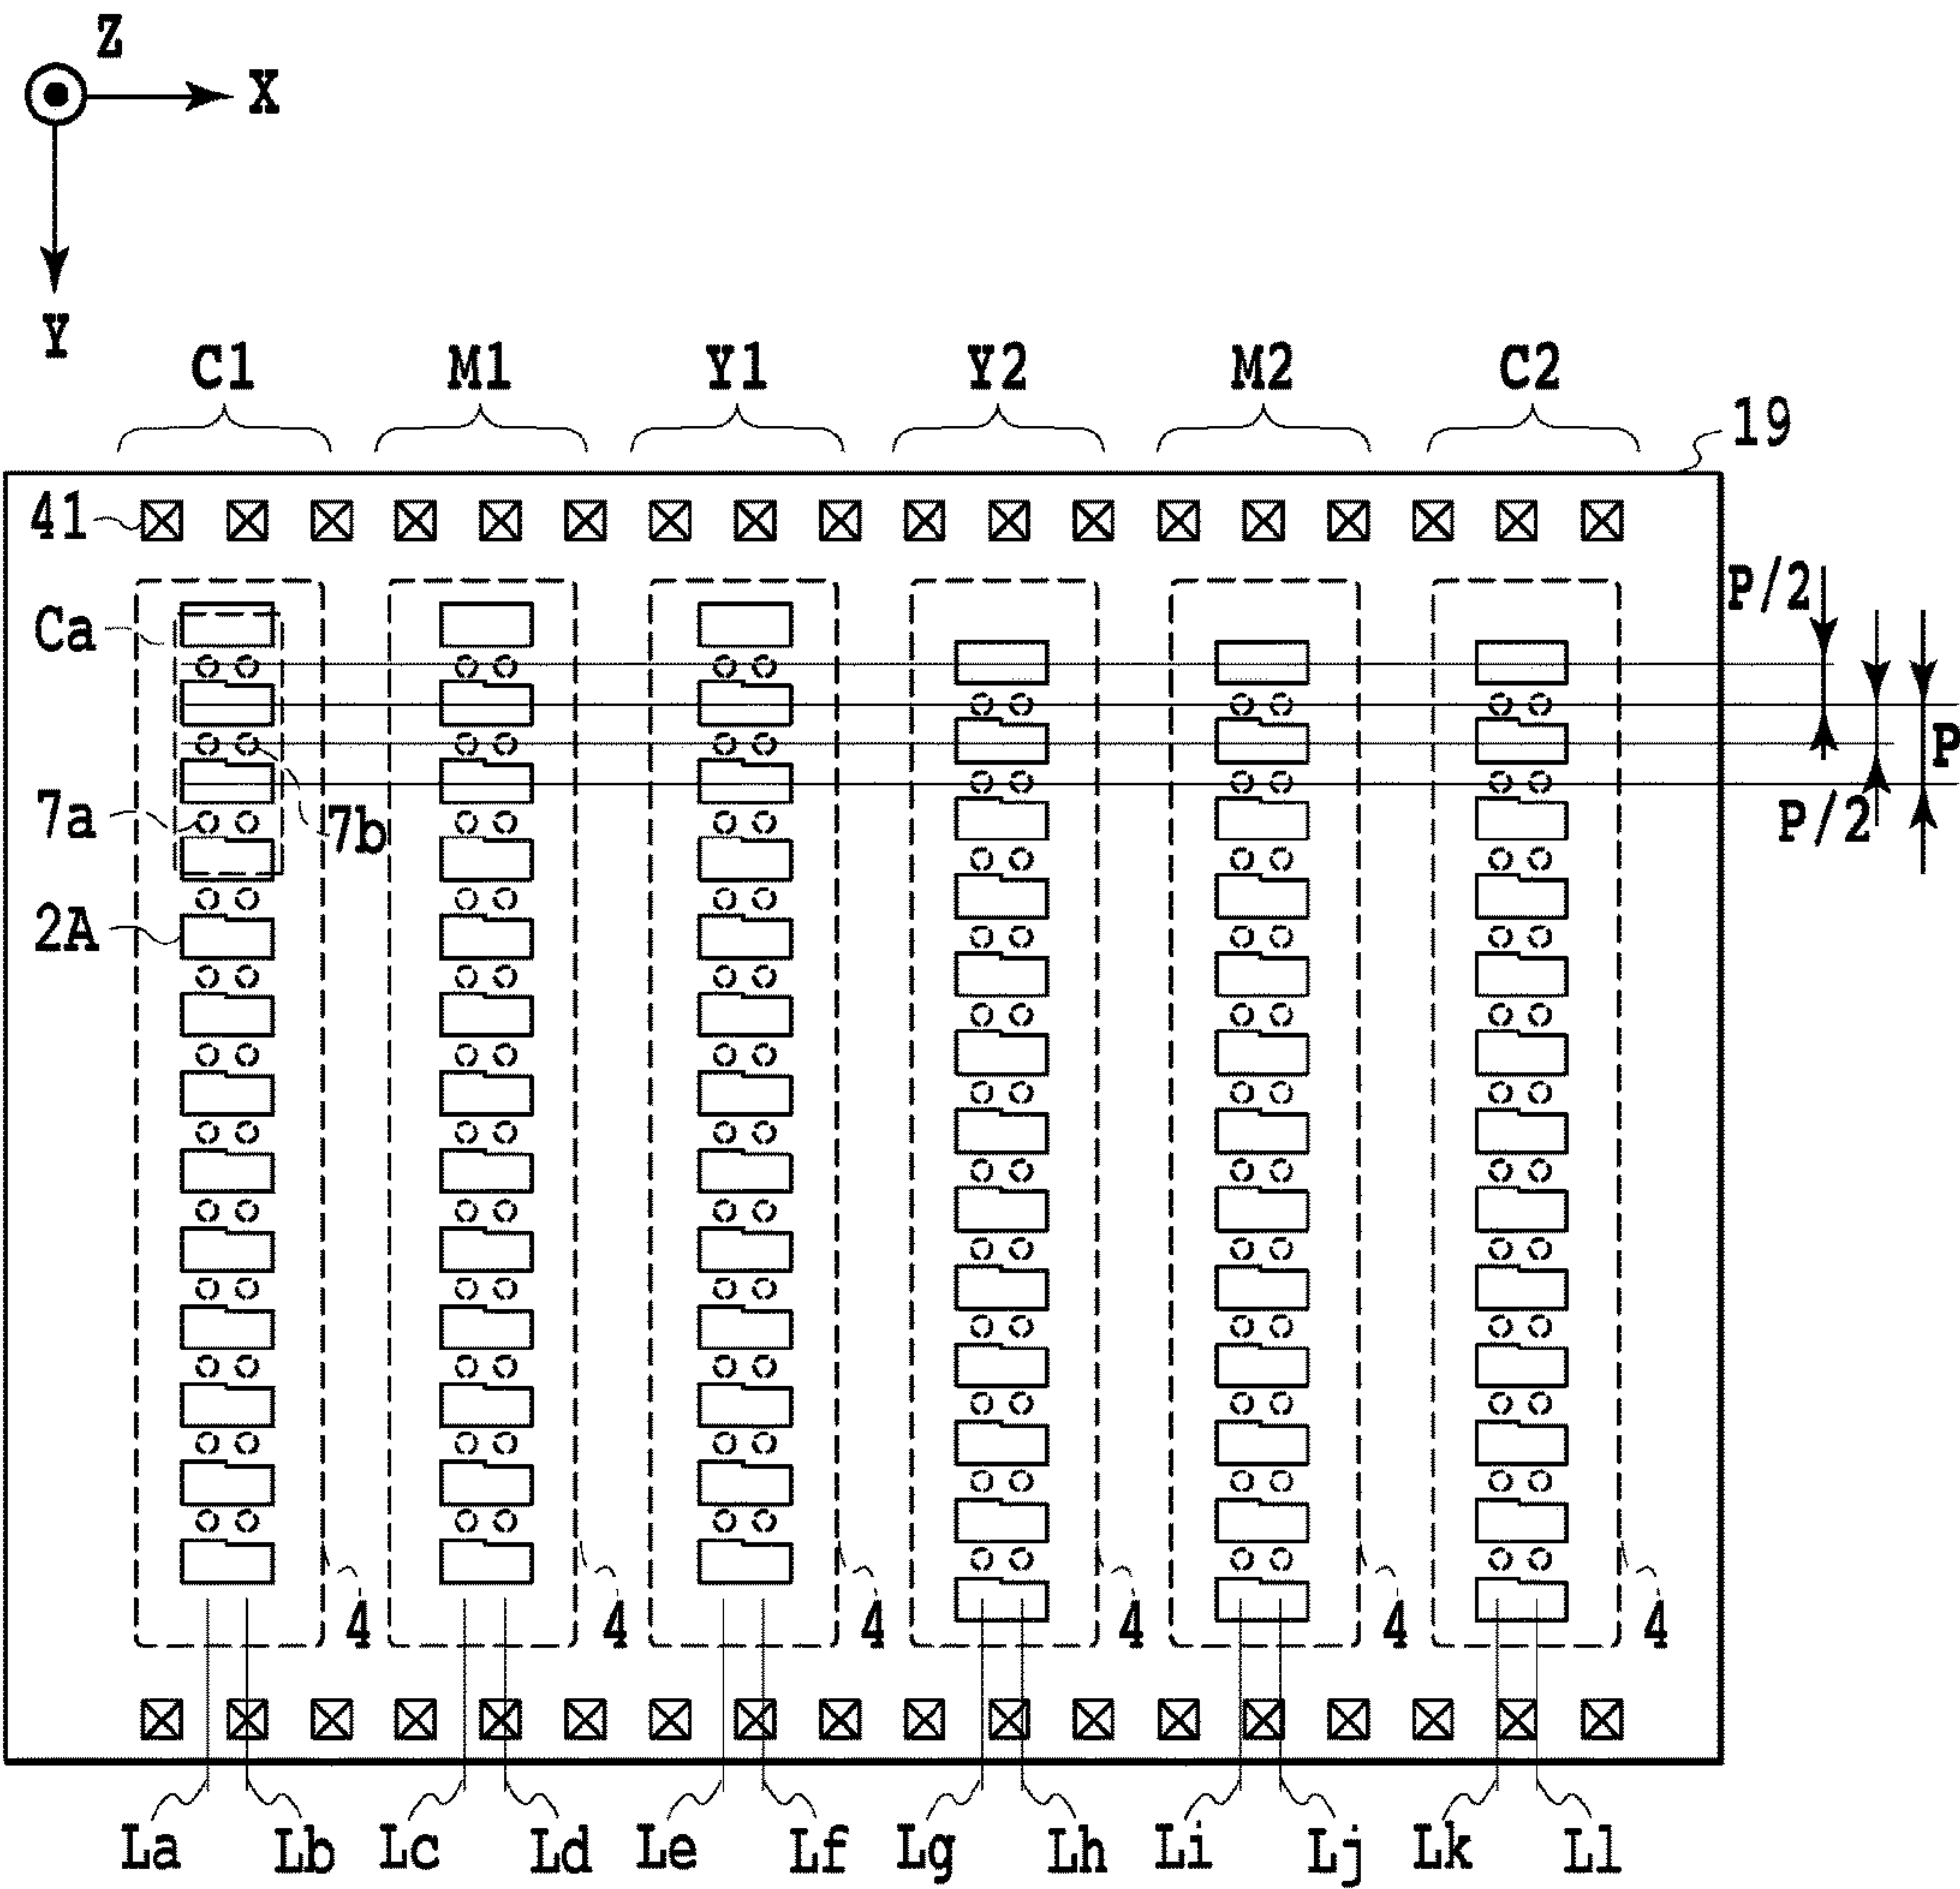 Z
X
Y
C1 M1 Y1 Y2 M2 C2
19
41
P/2
Ca
P
7a
7b
P/2
2A
4 4 4 4 4 4
La Lb Lc Ld Le Lf Lg Lh Li Lj Lk Ll